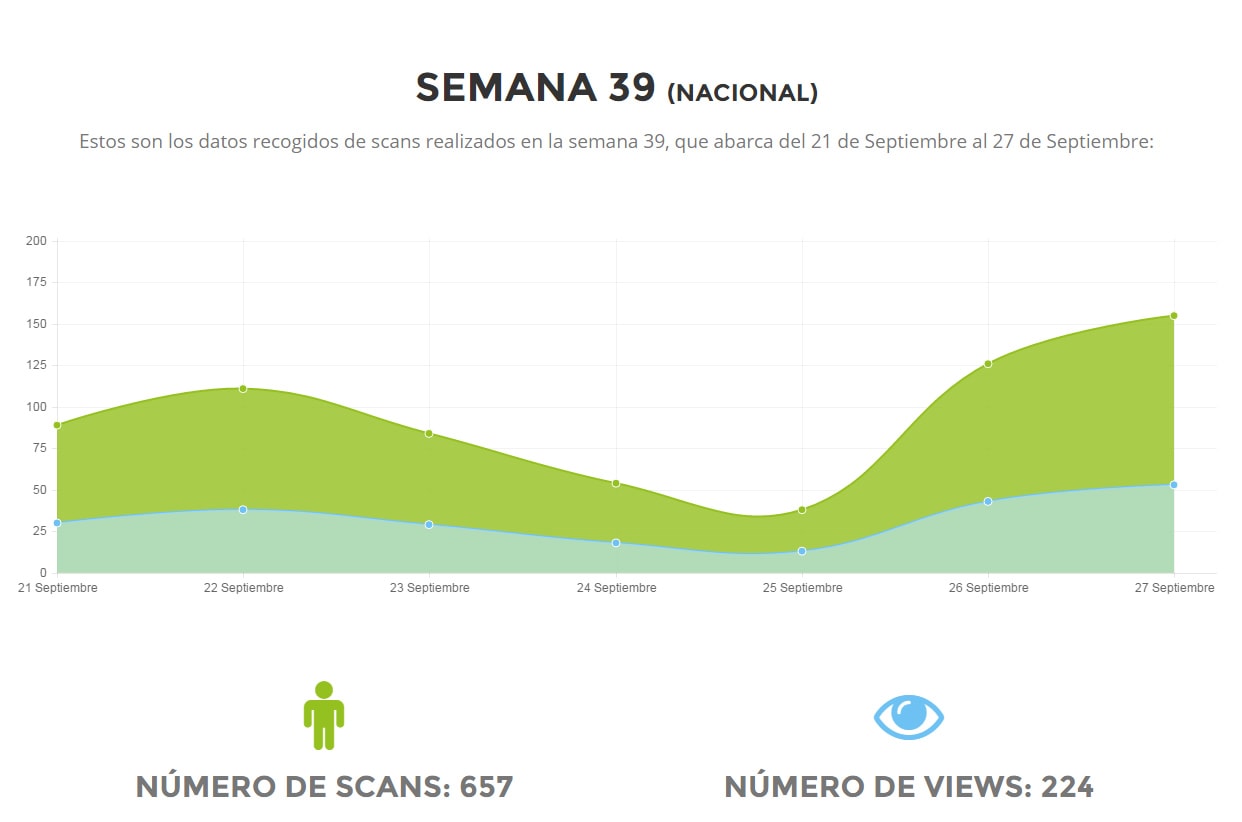 SEMANA 39 (NACIONAL)
Estos son los datos recogidos de scans realizados en la semana 39, que abarca del 21 de Septiembre al 27 de Septiembre:
200
175
150
125
100
75
50
25
0
21 Septiembre 22 Septiembre 23 Septiembre 24 Septiembre 25 Septiembre 26 Septiembre 27 Septiembre
NÚMERO DE SCANS: 657 NÚMERO DE VIEWS: 224